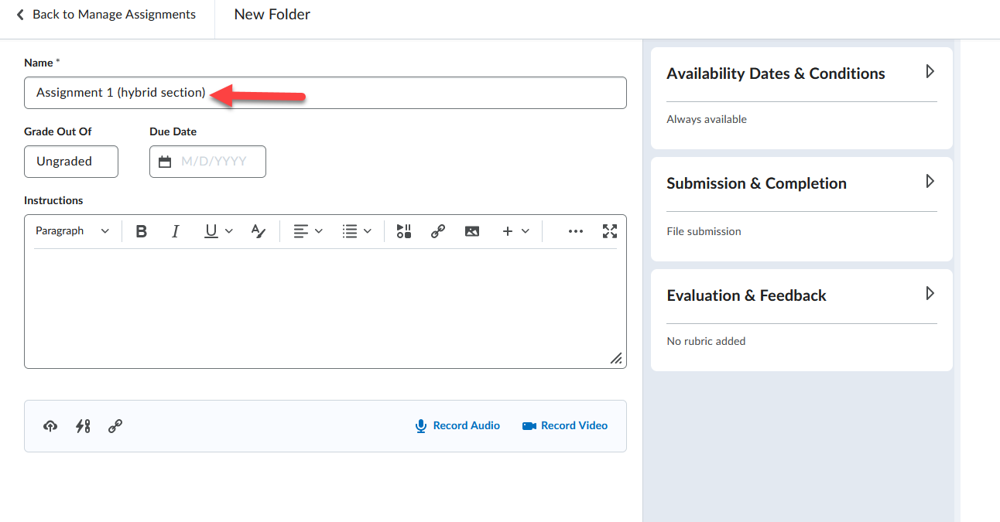 Back to Manage Assignments
New Folder
Name *
Assignment 1 (hybrid section)
Grade Out Of
Due Date
Ungraded
M/D/YYYY
Instructions
Paragraph
B I U A
Record Audio
Record Video
Availability Dates & Conditions
Always available
Submission & Completion
File submission
Evaluation & Feedback
No rubric added